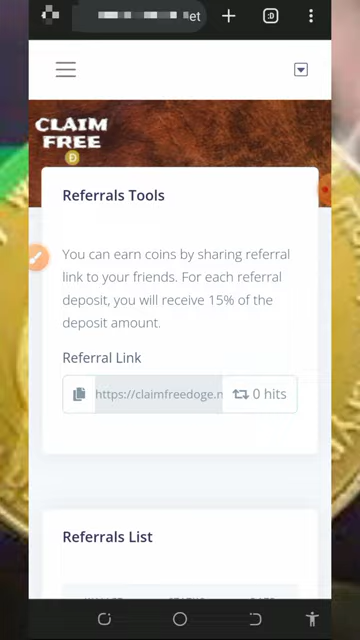 et
:D
CLAIM
FREE
Referrals Tools
You can earn coins by sharing referral
link to your friends. For each referral
deposit, you will receive 15% of the
deposit amount.
Referral Link
https://claimfreedoge.n
0 hits
Referrals List